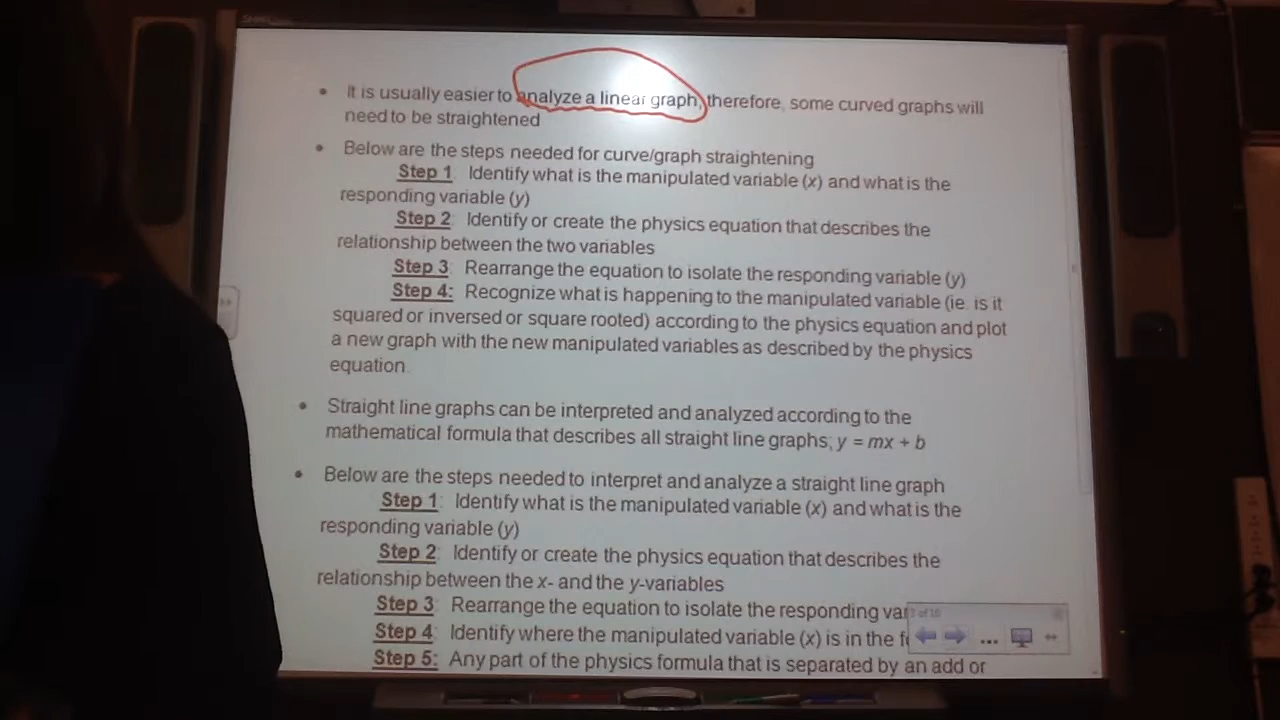 • It is usually easier to analyze a linear graph, therefore, some curved graphs will
need to be straightened
• Below are the steps needed for curve/graph straightening
Step 1: Identify what is the manipulated variable (x) and what is the
responding variable (y)
Step 2: Identify or create the physics equation that describes the
relationship between the two variables
Step 3: Rearrange the equation to isolate the responding variable (y)
Step 4: Recognize what is happening to the manipulated variable (ie. is it
squared or inversed or square rooted) according to the physics equation and plot
a new graph with the new manipulated variables as described by the physics
equation.
• Straight line graphs can be interpreted and analyzed according to the
mathematical formula that describes all straight line graphs; y = mx + b
• Below are the steps needed to interpret and analyze a straight line graph
Step 1: Identify what is the manipulated variable (x) and what is the
responding variable (y)
Step 2: Identify or create the physics equation that describes the
relationship between the x- and the y-variables
Step 3: Rearrange the equation to isolate the responding
Step 4: Identify where the manipulated variable (x) is in the
Step 5: Any part of the physics formula that is separated by an add or